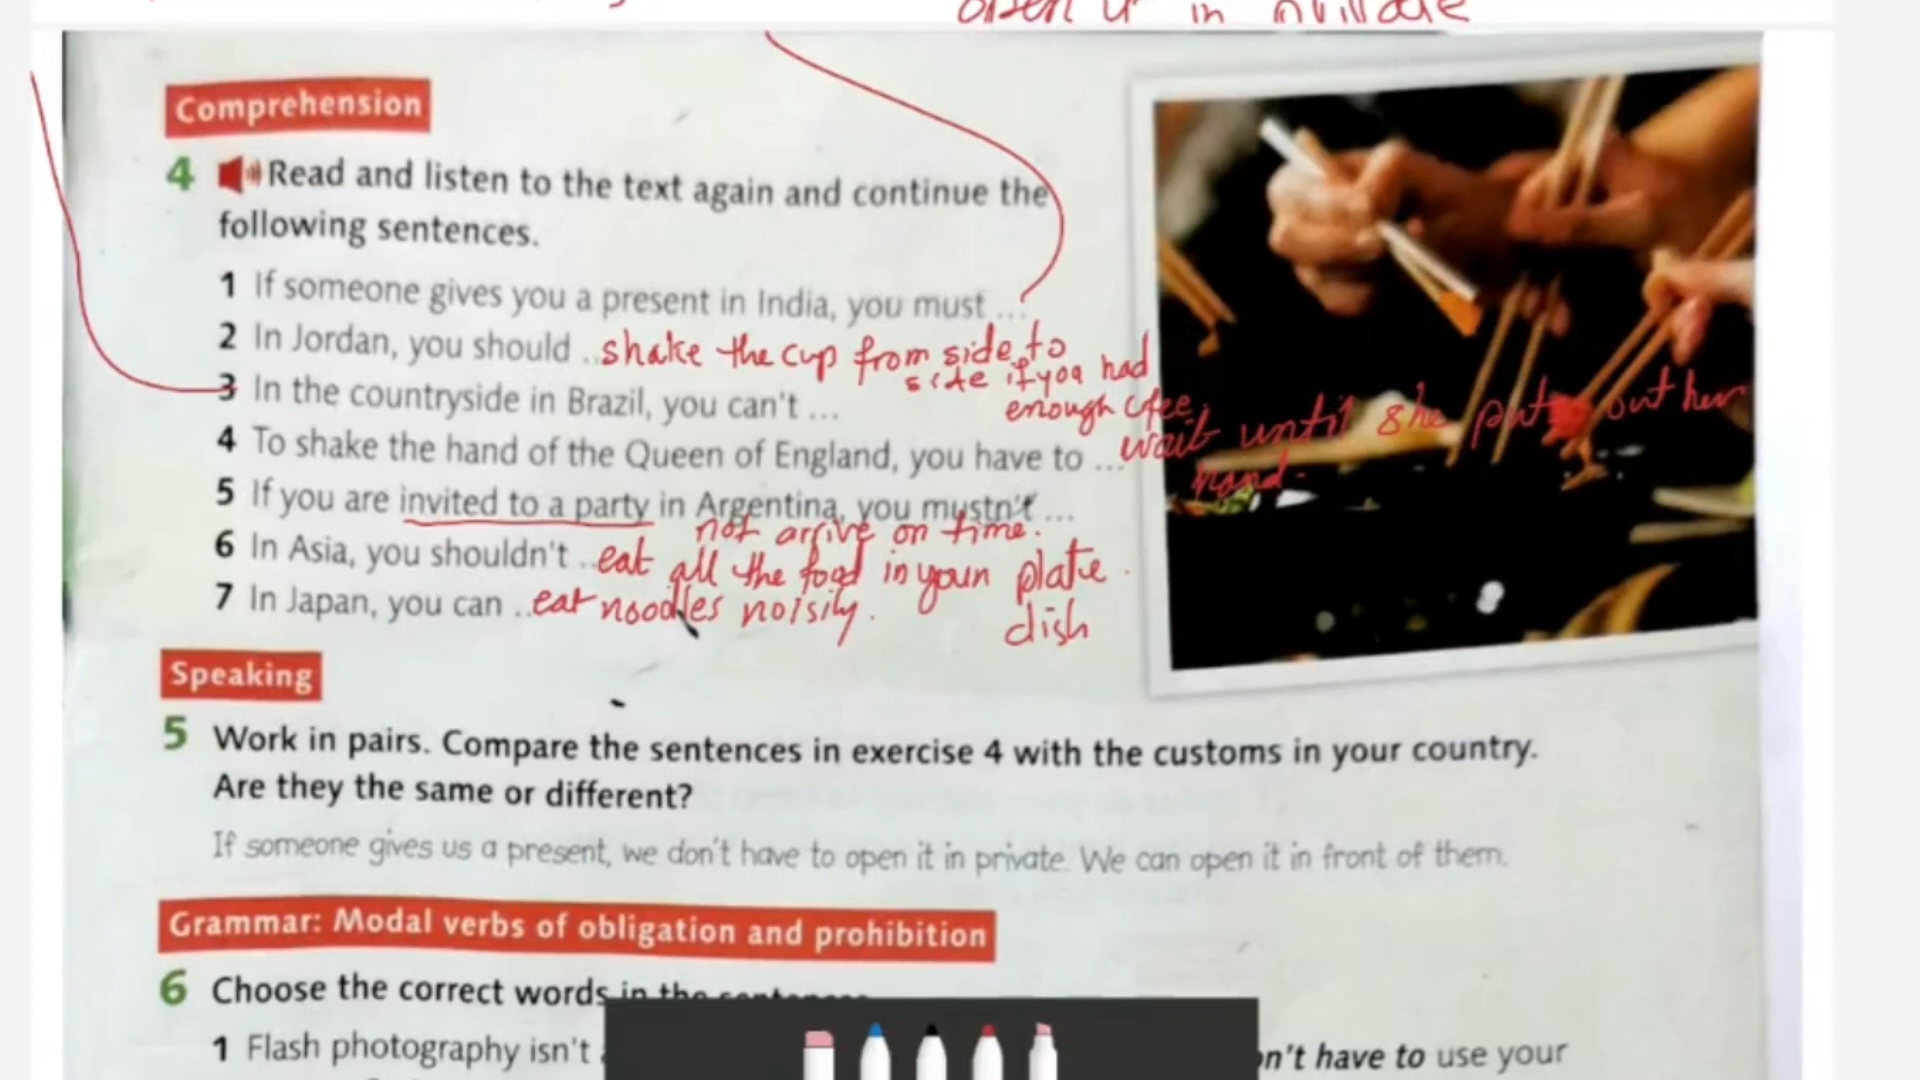 open it in private
Comprehension
4 Read and listen to the text again and continue the
following sentences.
1 If someone gives you a present in India, you must ...
2 In Jordan, you should .. shake the cup from side to
side if you had
enough cfee.
3 In the countryside in Brazil, you can't ...
4 To shake the hand of the Queen of England, you have to ... wait until she puts out her
hand.
5 If you are invited to a party in Argentina, you mustn't ...
not arrive on time.
6 In Asia, you shouldn't .. eat all the food in your plate.
dish
7 In Japan, you can .. eat noodles noisily.
Speaking
5 Work in pairs. Compare the sentences in exercise 4 with the customs in your country.
Are they the same or different?
If someone gives us a present, we don't have to open it in private. We can open it in front of them.
Grammar: Modal verbs of obligation and prohibition
6 Choose the correct words in the sentences
1 Flash photography isn't
n't have to use your